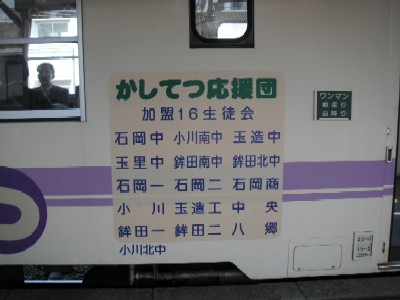 かしてつ応援団
加盟16生徒会
石岡中 小川南中 玉造中
玉里中 鉾田南中 鉾田北中
石岡一 石岡二 石岡商
小川 玉造工 中央
鉾田一 鉾田二 八郷
小川北中
ワンマン